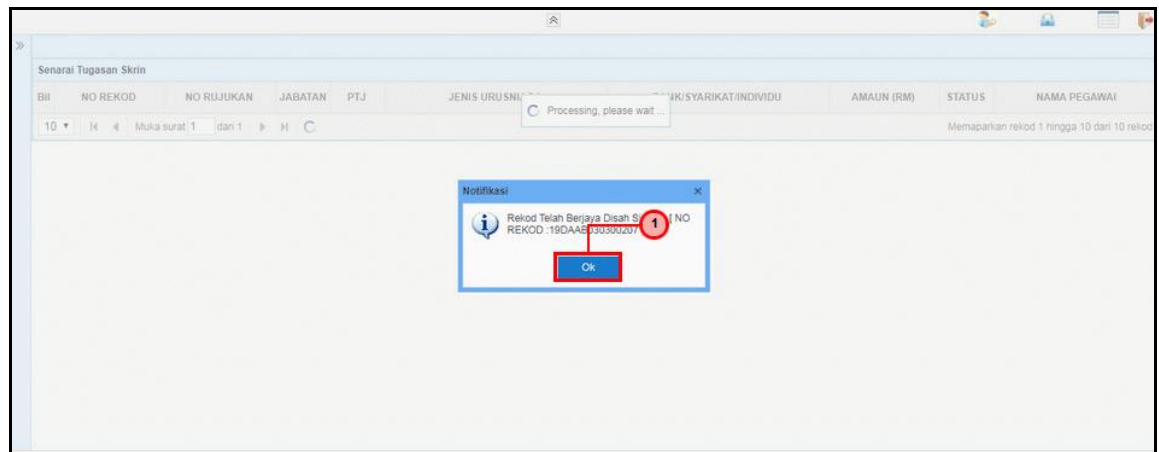 Senarai Tugasan Skrin
Bil NO REKOD NO RUJUKAN JABATAN PTJ JENIS URUSNI BANK/SYARIKAT/INDIVIDU AMAUN (RM) STATUS NAMA PEGAWAI
Processing, please wait ...
10 Muka surat 1 dari 1 Memaparkan rekod 1 hingga 10 dari 10 rekod
Notifikasi
Rekod Telah Berjaya Disah [ NO
REKOD :19DAAB030300207
1
Ok